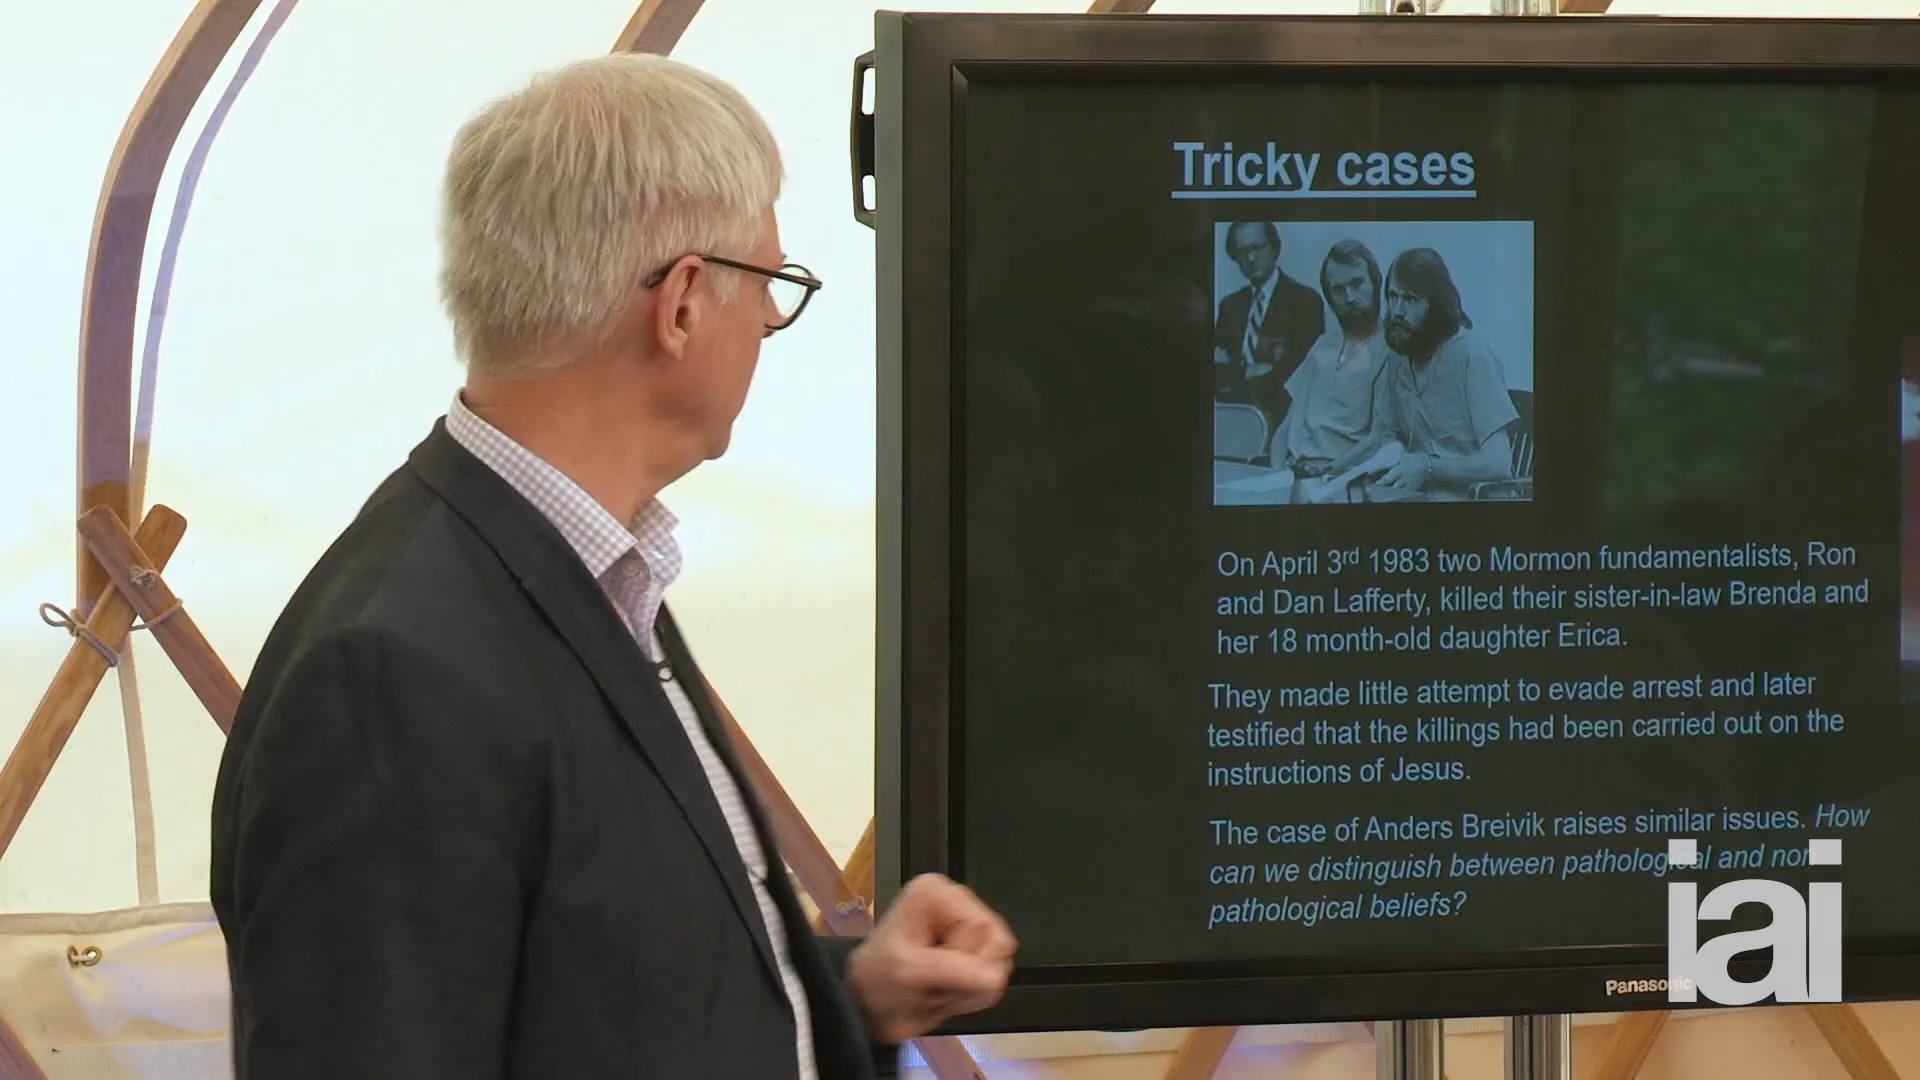 Tricky cases
On April 3rd 1983 two Mormon fundamentalists, Ron
and Dan Lafferty, killed their sister-in-law Brenda and
her 18 month-old daughter Erica.
They made little attempt to evade arrest and later
testified that the killings had been carried out on the
instructions of Jesus.
The case of Anders Breivik raises similar issues. How
can we distinguish between pathological and non
pathological beliefs?
Panasonic
iai